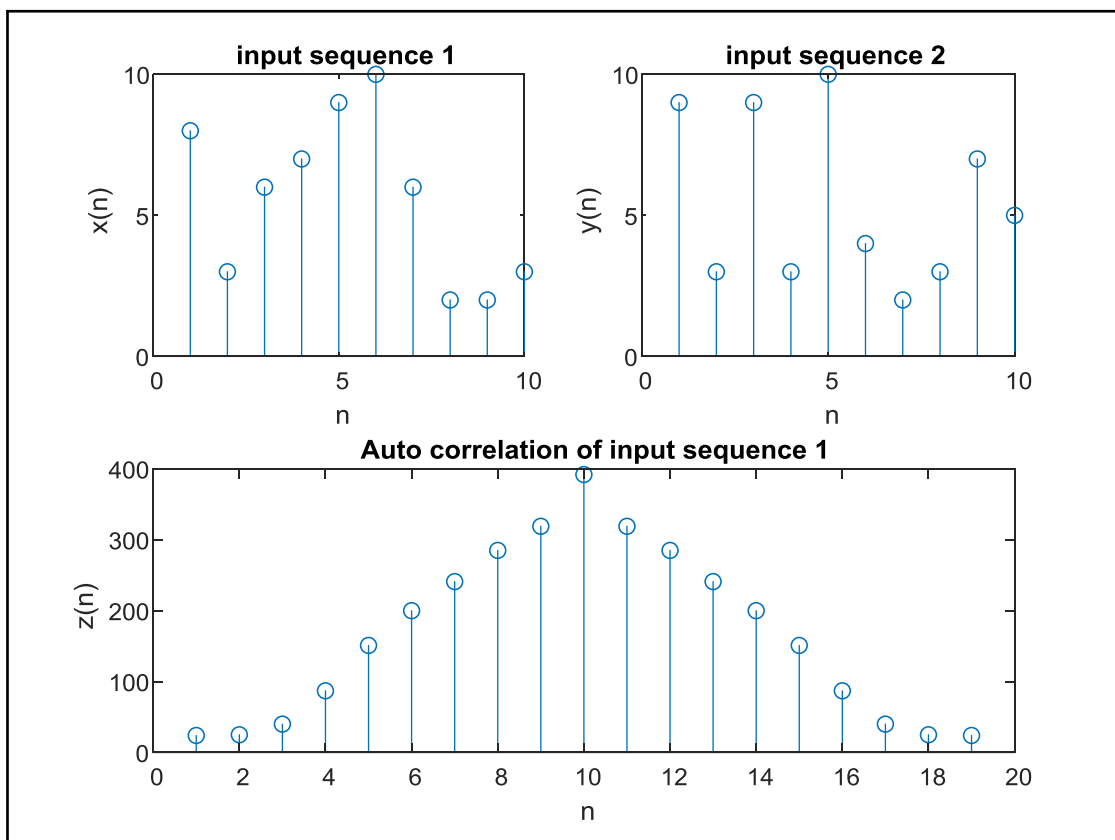 input sequence 1
10
5
0
x(n)
0 5 10
n
input sequence 2
10
5
0
y(n)
0 5 10
n
Auto correlation of input sequence 1
400
300
200
100
0
z(n)
0 2 4 6 8 10 12 14 16 18 20
n